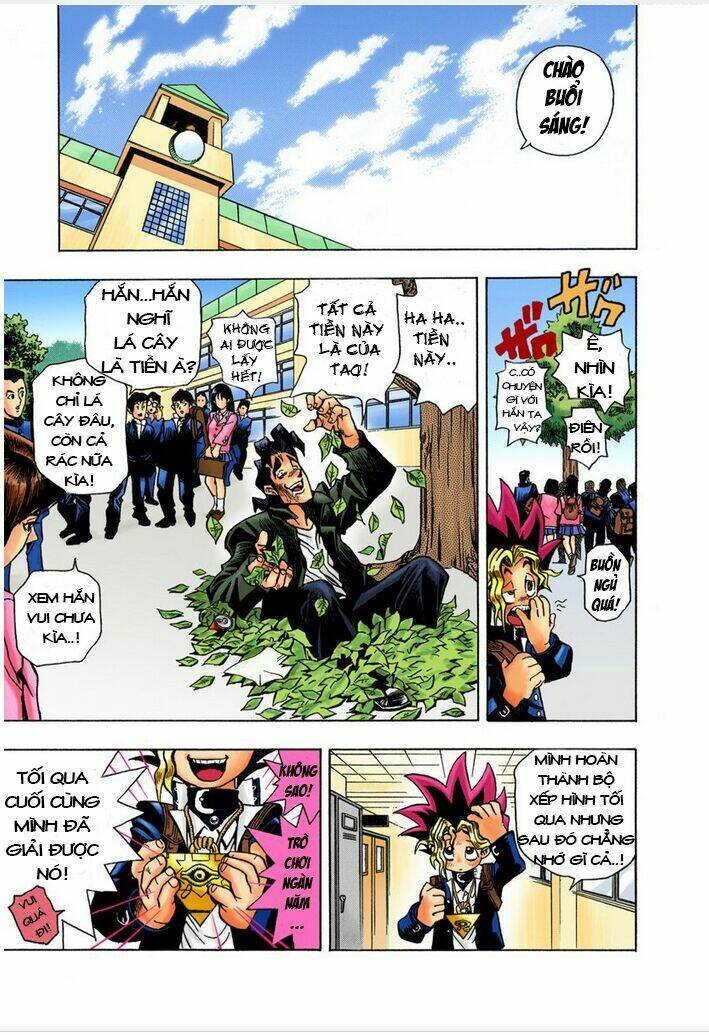 CHÀO
BUỔI
SÁNG!
ザワ
ザワ
Ê,
NHÌN
KÌA!
C..CÓ
CHUYỆN
GÌ VỚI
HẮN TA
VẬY?
ĐIÊN
RỒI!
BUỒN
NGỦ
QUÁ!
HA HA..
TIỀN
NÀY..
TẤT CẢ
TIỀN NÀY
LÀ CỦA
TAO!
KHÔNG
AI ĐƯỢC
LẤY
HẾT!
HẮN...HẮN
NGHĨ
LÁ CÂY
LÀ TIỀN À?
KHÔNG
CHỈ LÁ
CÂY ĐÂU,
CÒN CẢ
RÁC NỮA
KÌA!
XEM HẮN
VUI CHƯA
KÌA..!
MÌNH HOÀN
THÀNH BỘ
XẾP HÌNH TỐI
QUA NHƯNG
SAU ĐÓ CHẲNG
NHỚ GÌ CẢ..!
KHÔNG
SAO!
TRÒ
CHƠI
NGÀN
NĂM
...
TỐI QUA
CUỐI CÙNG
MÌNH ĐÃ
GIẢI ĐƯỢC
NÓ!
VUI
QUÁ
ĐI!